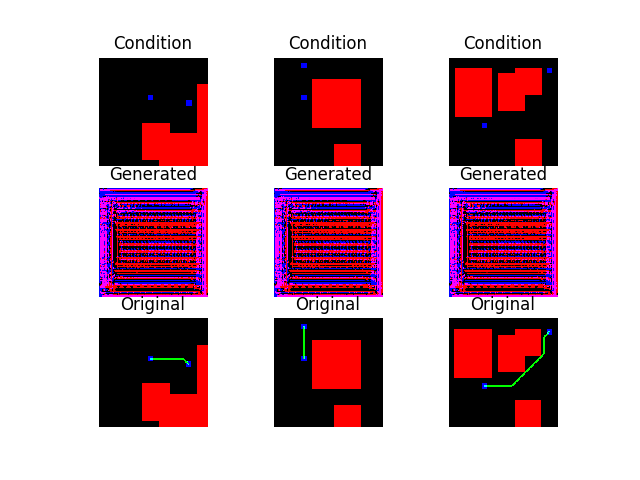 Condition Condition Condition
Generated Generated Generated
Original Original Original